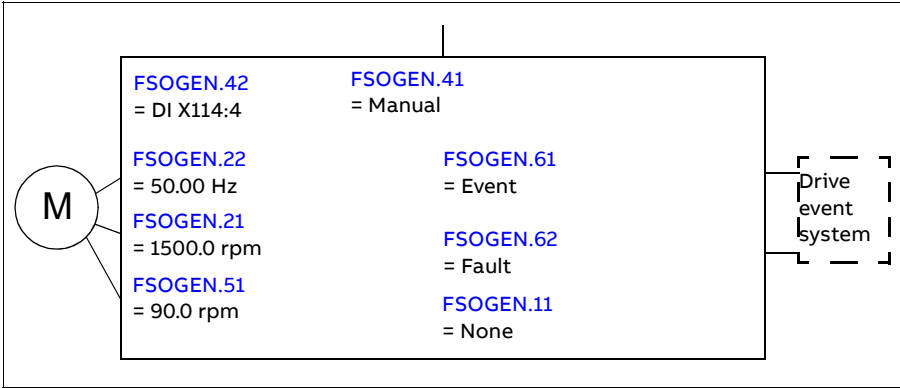 FSOGEN.42
= DI X114:4
FSOGEN.41
= Manual
FSOGEN.22
= 50.00 Hz
FSOGEN.61
= Event
M
FSOGEN.21
= 1500.0 rpm
FSOGEN.62
= Fault
FSOGEN.51
= 90.0 rpm
FSOGEN.11
= None
Drive
event
system